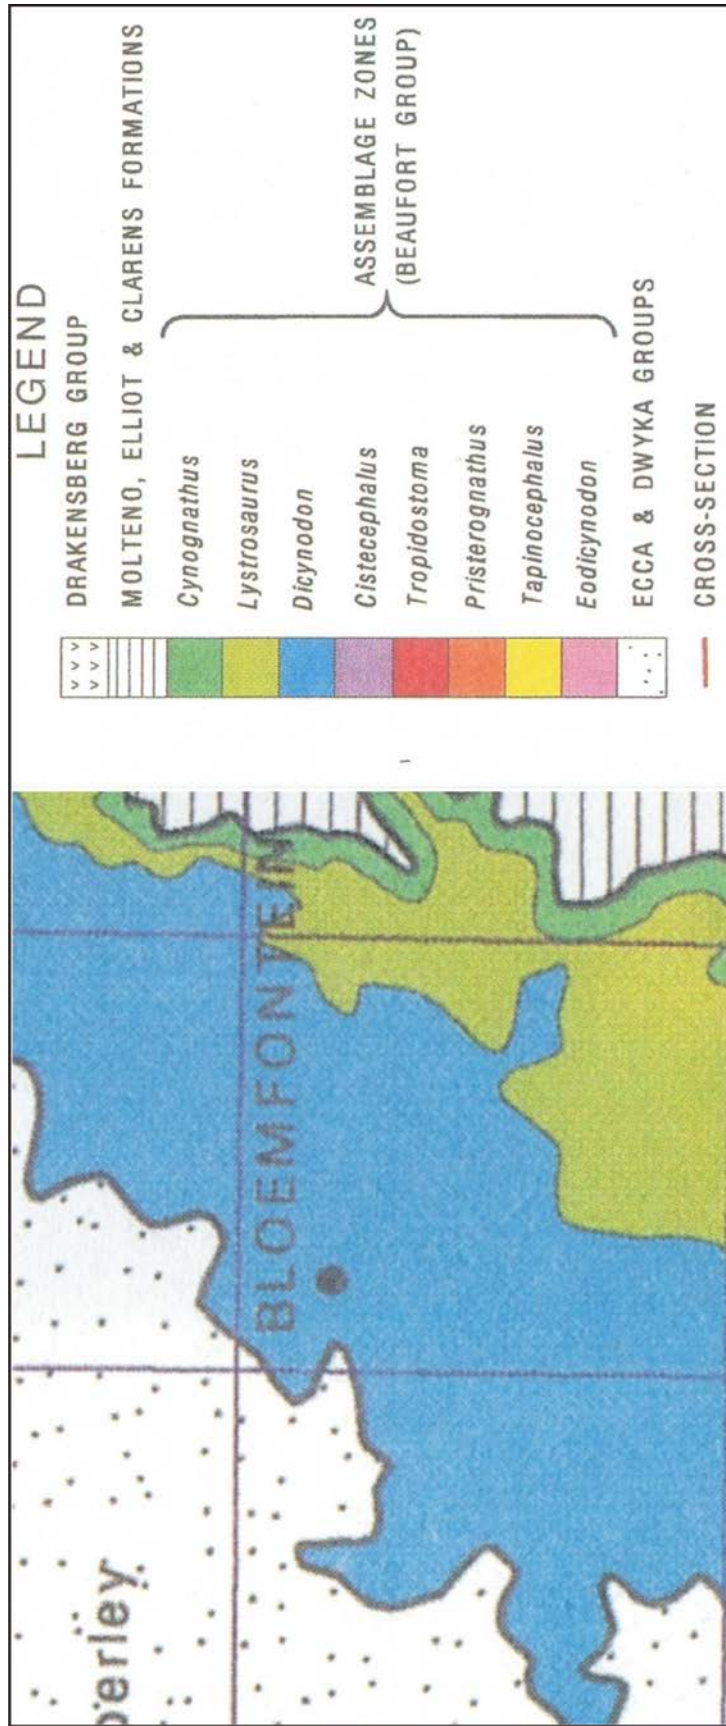 perley
BLOEMFONTEIN
LEGEND
DRAKENSBERG GROUP
MOLTENO, ELLIOT & CLARENS FORMATIONS
Cynognathus
Lystrosaurus
Dicynodon
Cistecephalus
Tropidostoma
Pristerognathus
Tapinocephalus
Eodicynodon
ASSEMBLAGE ZONES
(BEAUFORT GROUP)
ECCA & DWYKA GROUPS
CROSS-SECTION